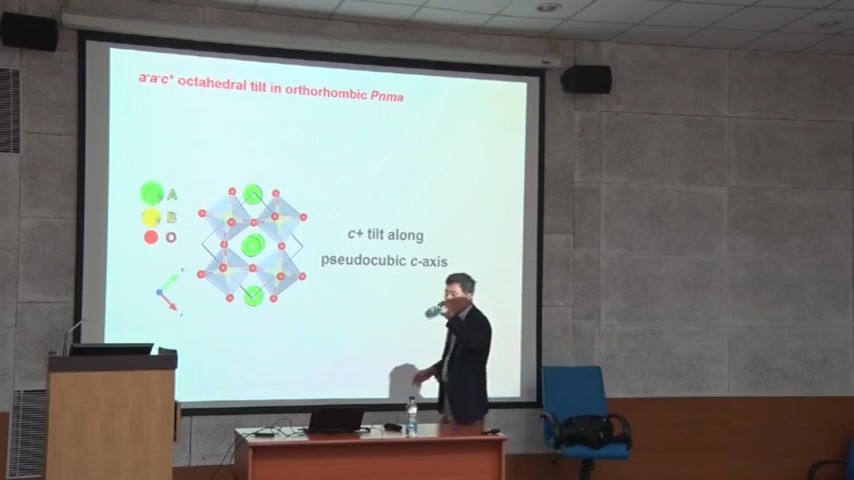 a⁻a⁻c⁺ octahedral tilt in orthorhombic Pnma
A
B
O
c+ tilt along
pseudocubic c-axis